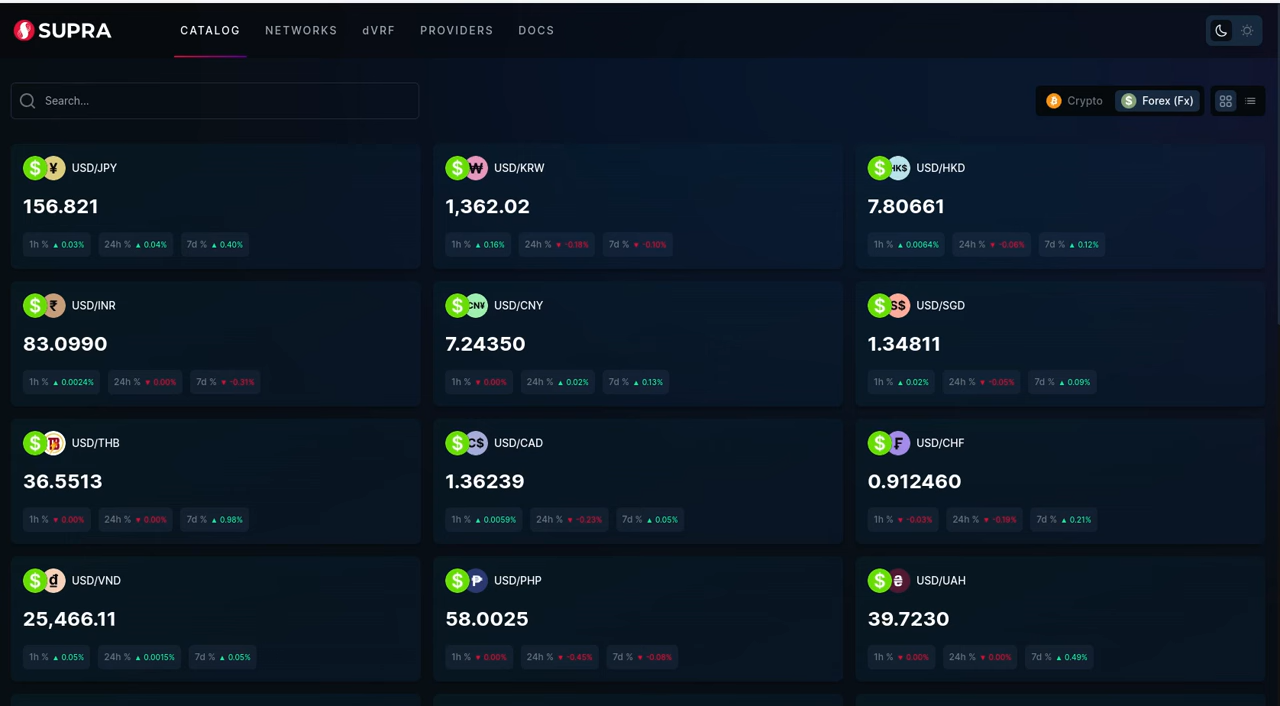 SUPRA CATALOG NETWORKS dVRF PROVIDERS DOCS
Search... Crypto Forex (Fx)
USD/JPY USD/KRW USD/HKD
156.821 1,362.02 7.80661
1h % ▲ 0.03% 24h % ▲ 0.04% 7d % ▲ 0.40% 1h % ▲ 0.16% 24h % ▼ -0.18% 7d % ▼ -0.10% 1h % ▲ 0.0064% 24h % ▼ -0.06% 7d % ▲ 0.12%
USD/INR USD/CNY USD/SGD
83.0990 7.24350 1.34811
1h % ▲ 0.0024% 24h % ▼ 0.00% 7d % ▼ -0.31% 1h % ▼ 0.00% 24h % ▲ 0.02% 7d % ▲ 0.13% 1h % ▲ 0.02% 24h % ▼ -0.05% 7d % ▲ 0.09%
USD/THB USD/CAD USD/CHF
36.5513 1.36239 0.912460
1h % ▼ 0.00% 24h % ▼ 0.00% 7d % ▲ 0.98% 1h % ▲ 0.0059% 24h % ▼ -0.23% 7d % ▲ 0.05% 1h % ▼ -0.03% 24h % ▼ -0.19% 7d % ▲ 0.21%
USD/VND USD/PHP USD/UAH
25,466.11 58.0025 39.7230
1h % ▲ 0.05% 24h % ▲ 0.0015% 7d % ▲ 0.05% 1h % ▼ 0.00% 24h % ▼ -0.45% 7d % ▼ -0.06% 1h % ▼ 0.00% 24h % ▼ 0.00% 7d % ▲ 0.49%